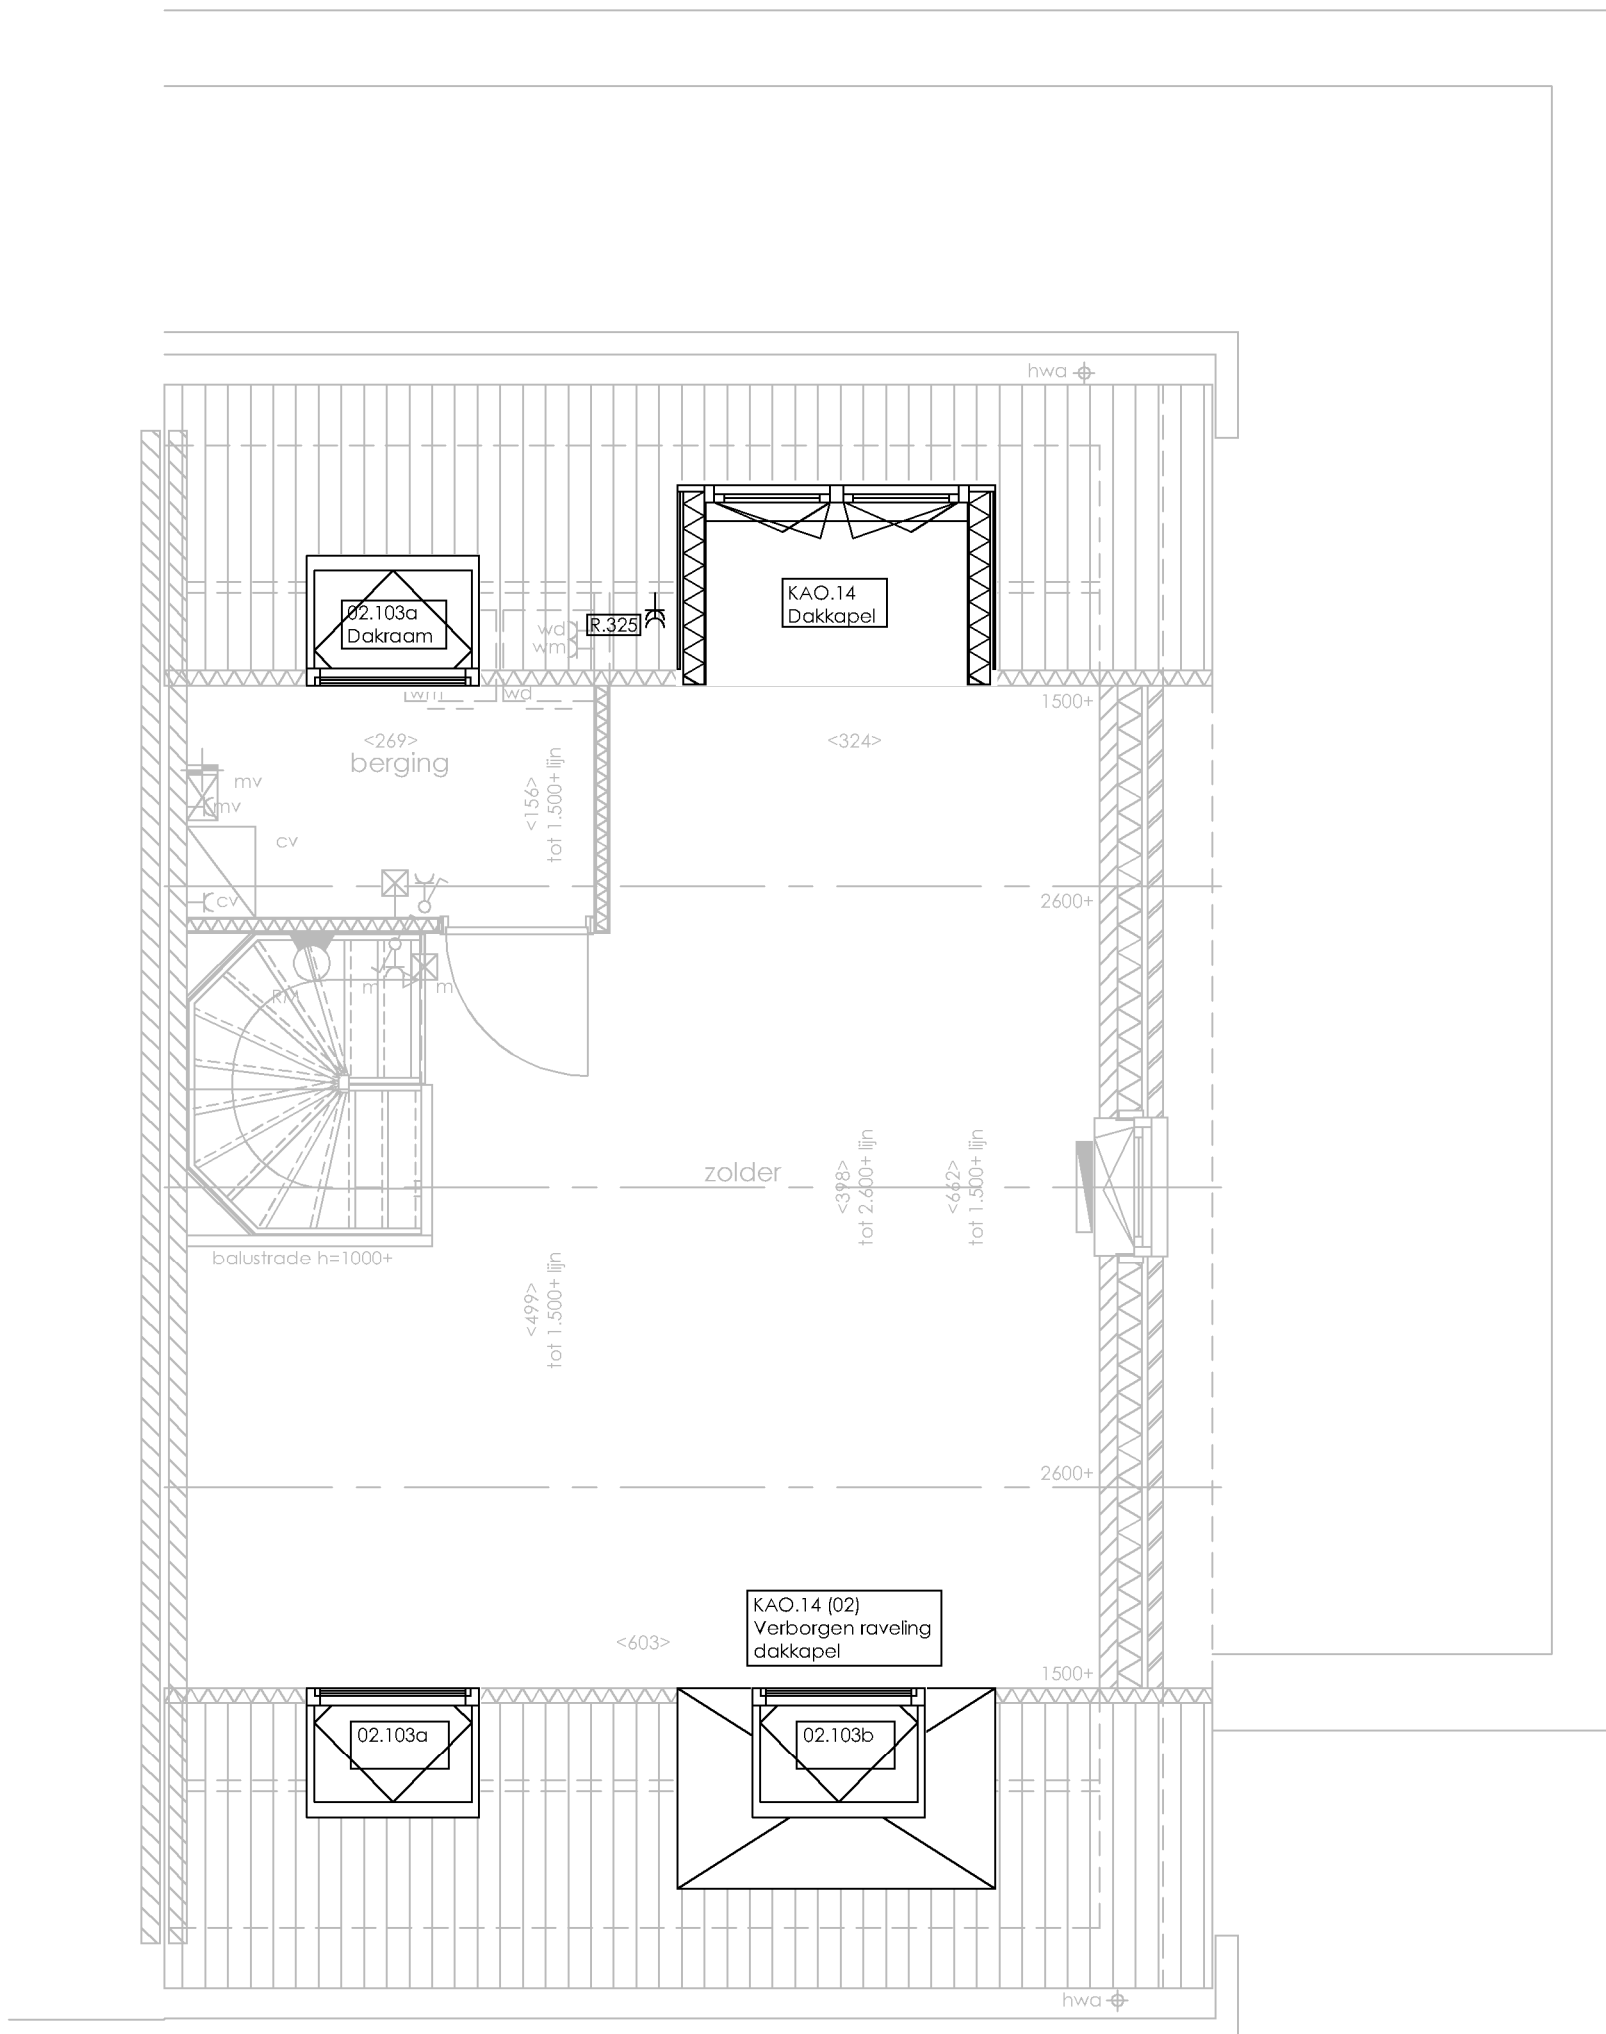 hwa
KAO.14
Dakkapel
02.103a
Dakraam
R.325
wd
wm
wm
wd
1500+
<269>
berging
<324>
<156>
tot 1.500+ lijn
mv
mv
cv
cv
2600+
RM
m
m
zolder
<398>
tot 2.600+ lijn
<662>
tot 1.500+ lijn
balustrade h=1000+
<499>
tot 1.500+ lijn
2600+
KAO.14 (02)
Verborgen raveling
dakkapel
<603>
1500+
02.103a
02.103b
hwa